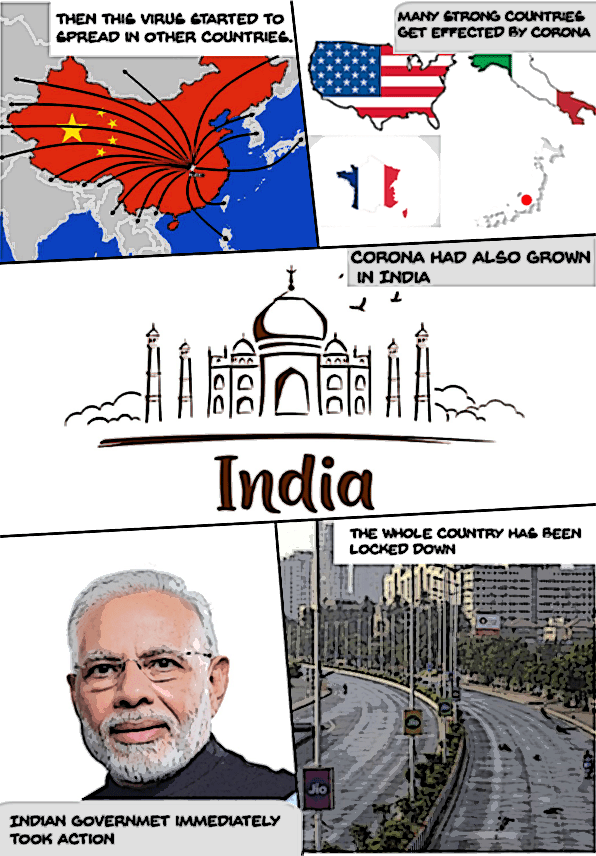 THEN THIS VIRUS STARTED TO
SPREAD IN OTHER COUNTRIES.
MANY STRONG COUNTRIES
GET EFFECTED BY CORONA
CORONA HAD ALSO GROWN
IN INDIA
India
THE WHOLE COUNTRY HAS BEEN
LOCKED DOWN
Jio
Jio
INDIAN GOVERNMET IMMEDIATELY
TOOK ACTION